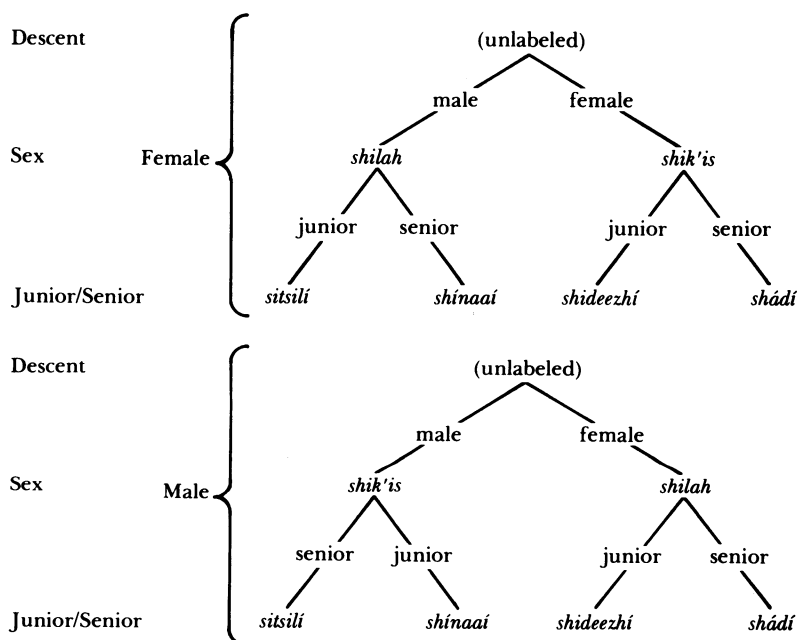 Descent (unlabeled)
male female
Sex Female shilah shik'is
junior senior junior senior
Junior/Senior sitsilí shínaaí shideezhí shádí
Descent (unlabeled)
male female
Sex Male shik'is shilah
senior junior junior senior
Junior/Senior sitsilí shínaaí shideezhí shádí